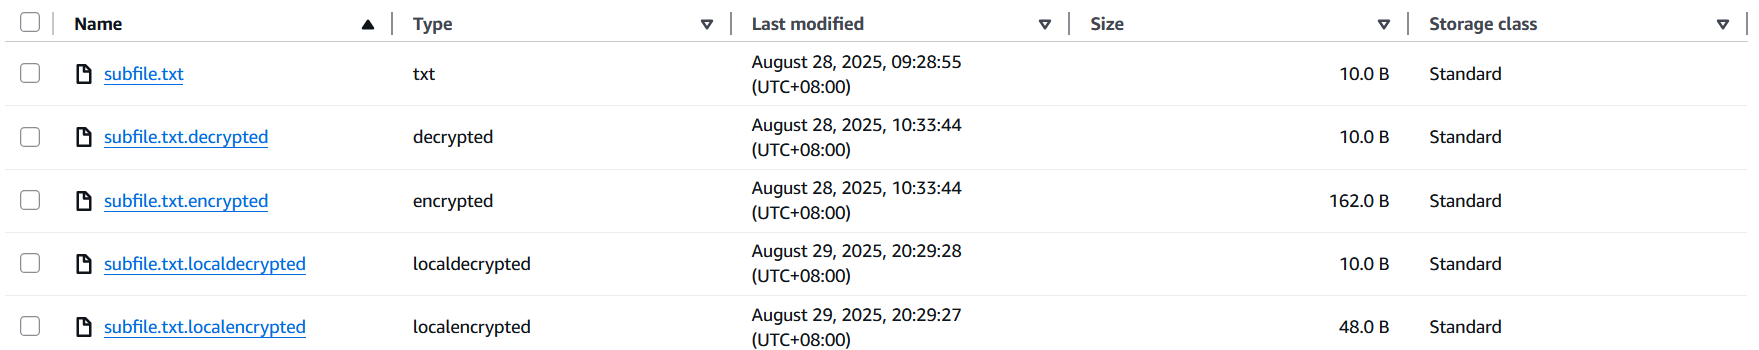 Name Type Last modified Size Storage class
subfile.txt txt August 28, 2025, 09:28:55 (UTC+08:00) 10.0 B Standard
subfile.txt.decrypted decrypted August 28, 2025, 10:33:44 (UTC+08:00) 10.0 B Standard
subfile.txt.encrypted encrypted August 28, 2025, 10:33:44 (UTC+08:00) 162.0 B Standard
subfile.txt.localdecrypted localdecrypted August 29, 2025, 20:29:28 (UTC+08:00) 10.0 B Standard
subfile.txt.localencrypted localencrypted August 29, 2025, 20:29:27 (UTC+08:00) 48.0 B Standard